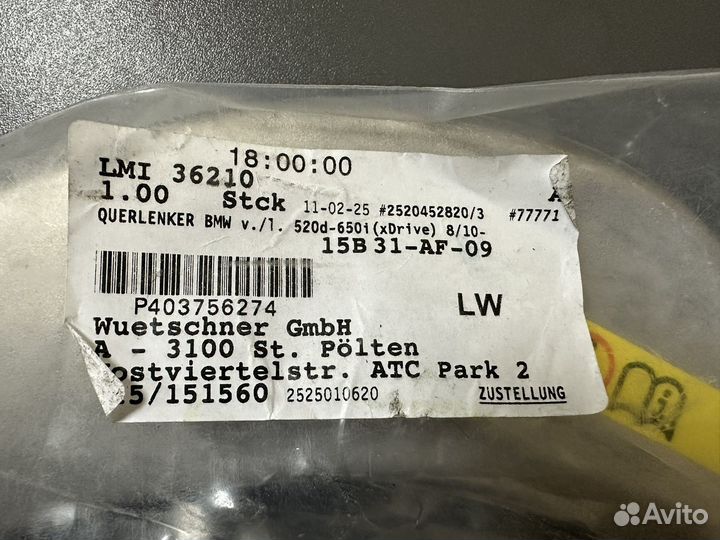 18:00:00
LMI 36210
1.00 Stck 11-02-25 #2520452820/3 #77771
QUERLENKER BMW v./l. 520d-650i(xDrive) 8/10-
15B 31-AF-09
P403756274
LW
Wuetschner GmbH
A - 3100 St. Pölten
ostviertelstr. ATC Park 2
5/151560 2525010620 ZUSTELLUNG
Avito